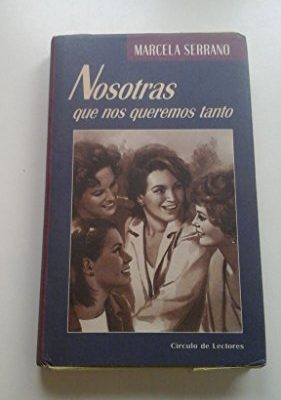 MARCELA SERRANO
Nosotras
que nos queremos tanto
Círculo de Lectores